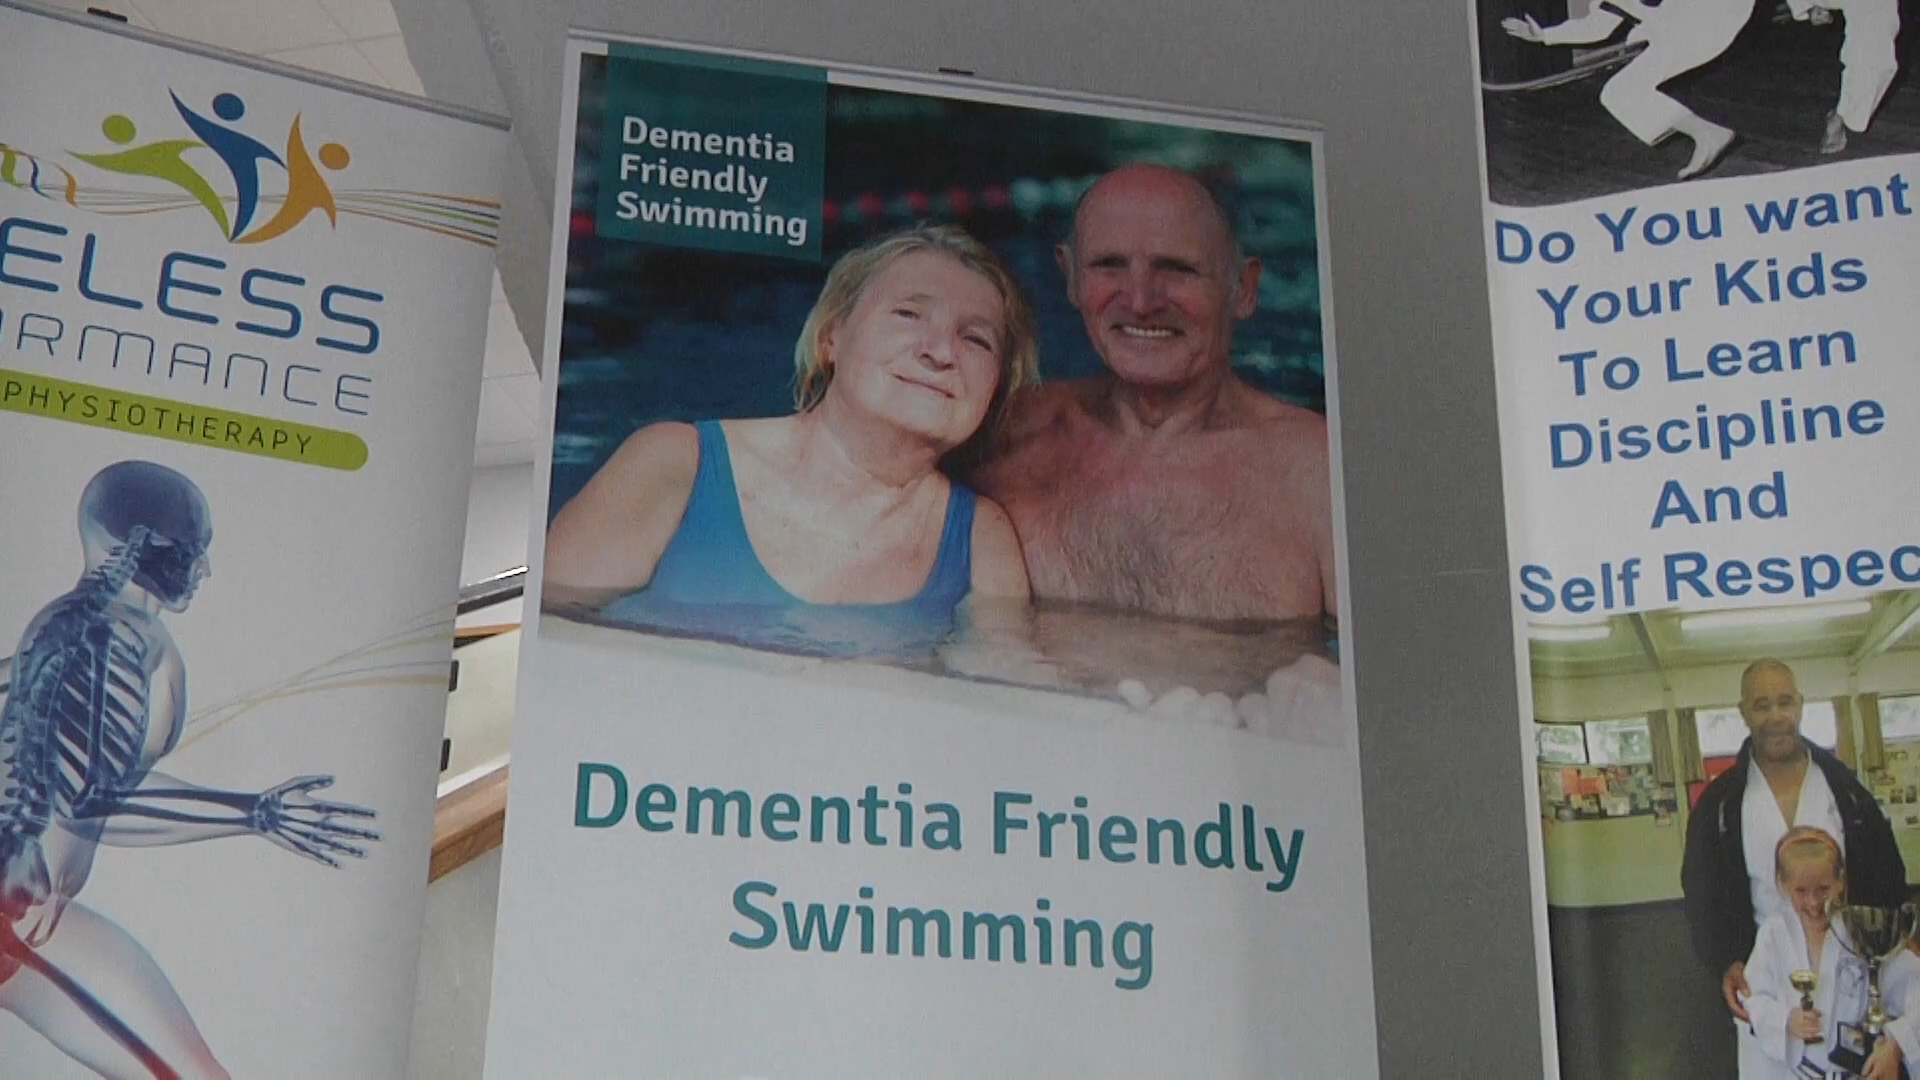 ELESS
ORMANCE
PHYSIOTHERAPY
Dementia
Friendly
Swimming
Dementia Friendly
Swimming
Do You want
Your Kids
To Learn
Discipline
And
Self Respec